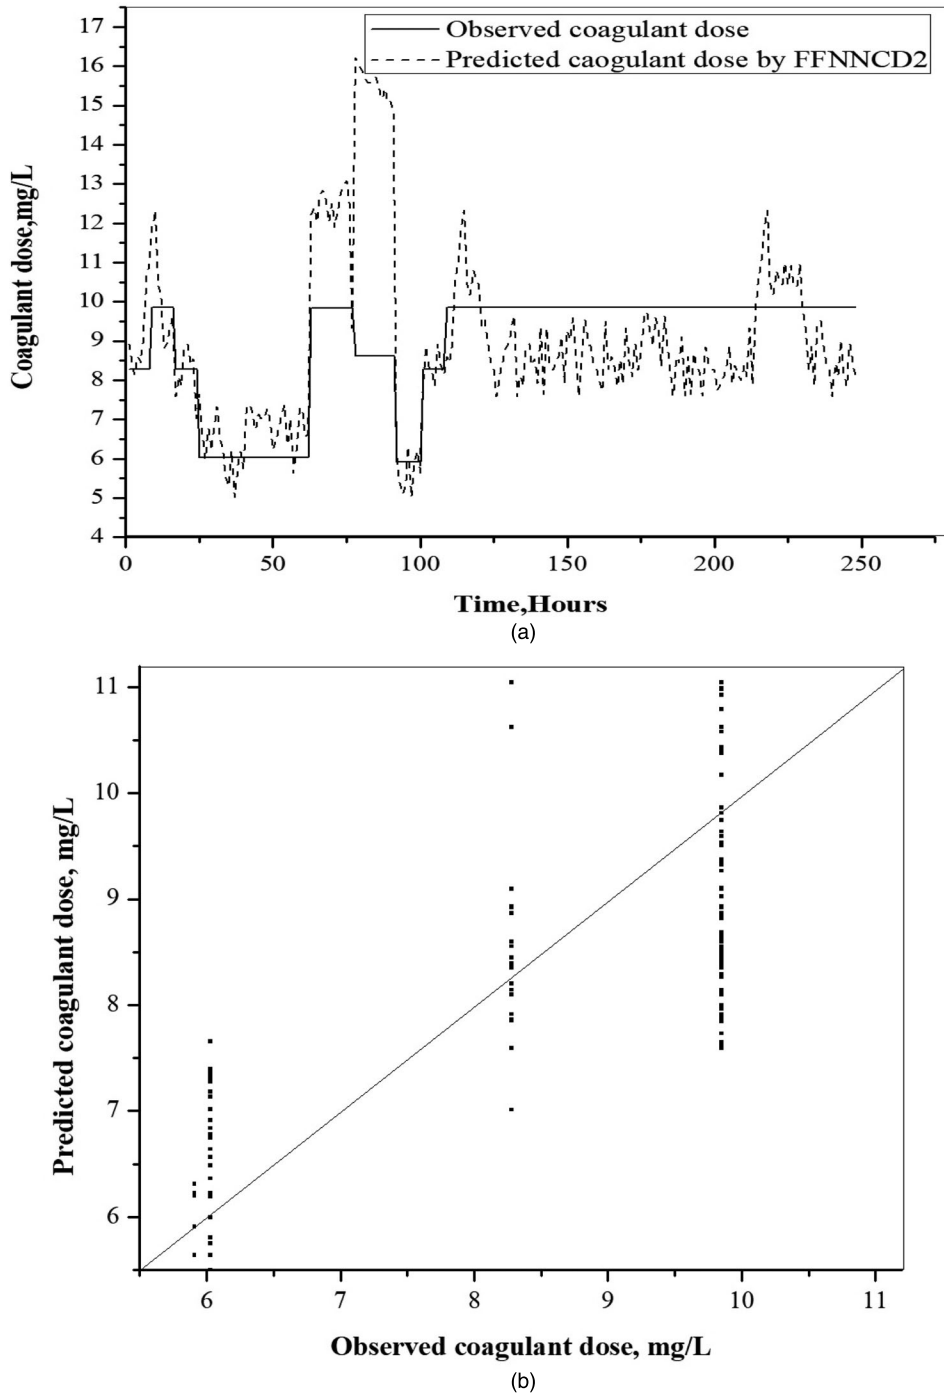 17
16
15
14
13
12
11
10
9
8
7
6
5
4
Coagulant dose,mg/L
Observed coagulant dose
Predicted caogulant dose by FFNNCD2
0 50 100 150 200 250
Time,Hours
(a)
11
10
9
8
7
6
Predicted coagulant dose, mg/L
6 7 8 9 10 11
Observed coagulant dose, mg/L
(b)